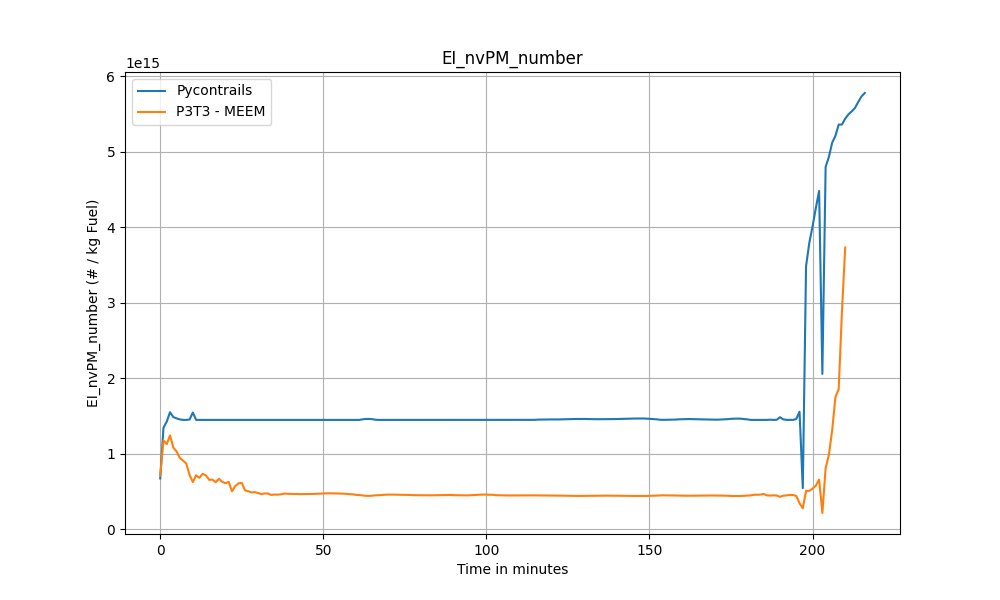 EI_nvPM_number
1e15
Pycontrails
P3T3 - MEEM
6
5
4
3
2
1
0
EI_nvPM_number (# / kg Fuel)
0 50 100 150 200
Time in minutes